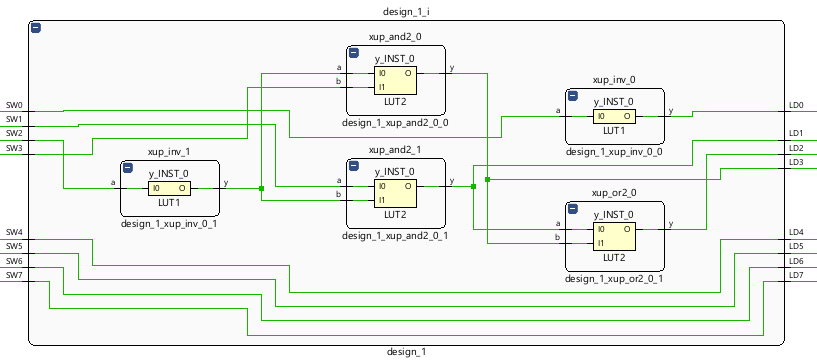 design_1_i
xup_and2_0
a
b
y_INST_0
I0 O
I1
LUT2
y
design_1_xup_and2_0_0
xup_inv_0
a
y_INST_0
I0 O
LUT1
y
design_1_xup_inv_0_0
SW0
SW1
SW2
SW3
LD0
LD1
LD2
LD3
xup_inv_1
a
y_INST_0
I0 O
LUT1
y
design_1_xup_inv_0_1
xup_and2_1
a
b
y_INST_0
I0 O
I1
LUT2
y
design_1_xup_and2_0_1
xup_or2_0
a
b
y_INST_0
I0 O
I1
LUT2
y
design_1_xup_or2_0_1
SW4
SW5
SW6
SW7
LD4
LD5
LD6
LD7
design_1